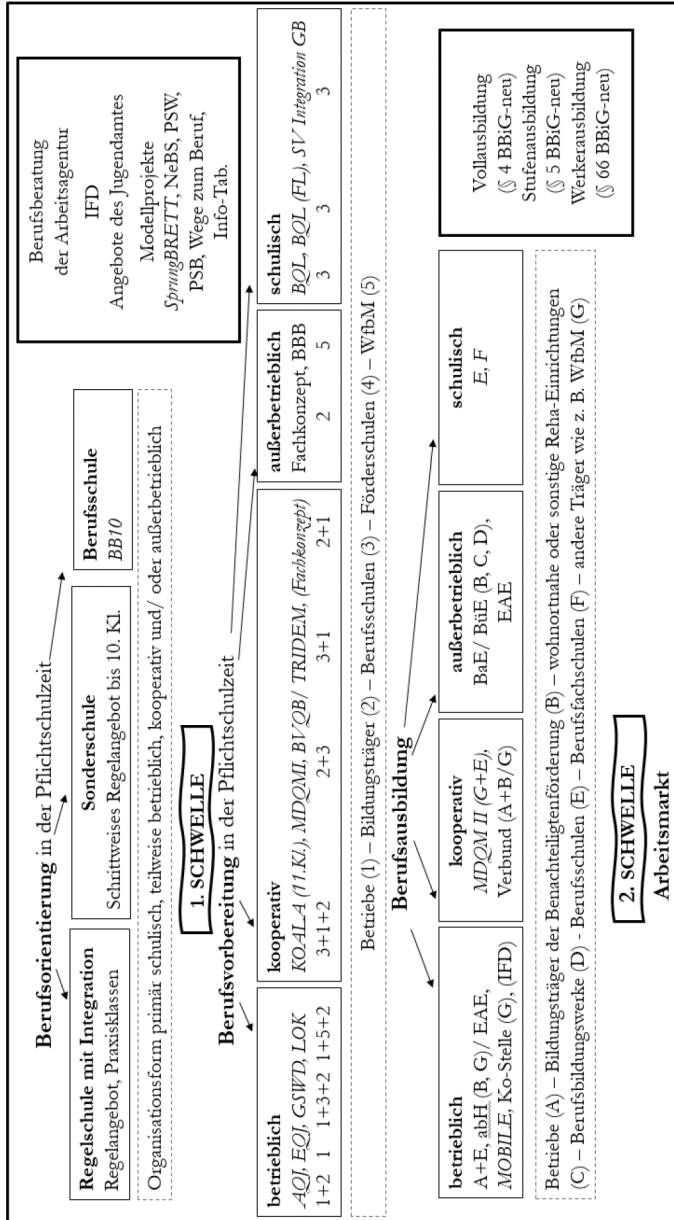 Berufsorientierung in der Pflichtschulzeit
Regelschule mit Integration
Regelangebot, Praxisklassen
Sonderschule
Schrittweises Regelangebot bis 10. Kl.
Berufsschule
BB10
Organisationsform primär schulisch, teilweise betrieblich, kooperativ und/ oder außerbetrieblich
Berufsberatung
der Arbeitsagentur
IFD
Angebote des Jugendamtes
Modellprojekte
SprungBRETT, NeBS, PSW,
PSB, Wege zum Beruf,
Info-Tab.
1. SCHWELLE
Berufsvorbereitung in der Pflichtschulzeit
betrieblich
AQJ, EQJ, GSWD, LOK
1+2 1 1+3+2 1+5+2
kooperativ
KOALA (11.Kl.), MDQMI, BVQB/ TRIDEM, (Fachkonzept)
3+1+2 2+3 3+1 2+1
außerbetrieblich
Fachkonzept, BBB
2 5
schulisch
BQL, BQL (FL), SV Integration GB
3 3 3
Betriebe (1) – Bildungsträger (2) – Berufsschulen (3) – Förderschulen (4) – WfbM (5)
Berufsausbildung
betrieblich
A+E, abH (B, G)/ EAE,
MOBILE, Ko-Stelle (G), (IFD)
kooperativ
MDQM II (G+E),
Verbund (A+B/G)
außerbetrieblich
BaE/ BüE (B, C, D),
EAE
schulisch
E, F
Vollausbildung
(§ 4 BBiG-neu)
Stufenausbildung
(§ 5 BBiG-neu)
Werkerausbildung
(§ 66 BBiG-neu)
Betriebe (A) – Bildungsträger der Benachteiligtenförderung (B) – wohnortnahe oder sonstige Reha-Einrichtungen
(C) – Berufsbildungswerke (D) - Berufsschulen (E) – Berufsfachschulen (F) – andere Träger wie z. B. WfbM (G)
2. SCHWELLE
Arbeitsmarkt